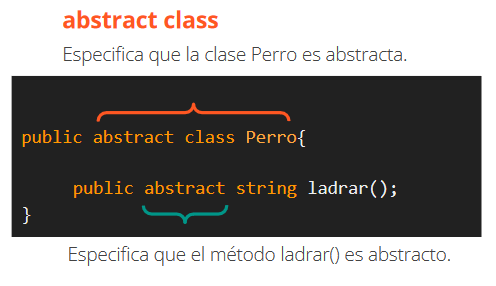 abstract class
Especifica que la clase Perro es abstracta.
public abstract class Perro{
public abstract string ladrar();
}
Especifica que el método ladrar() es abstracto.